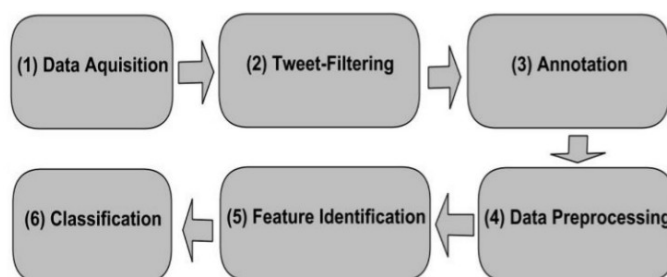 (1) Data Aquisition
(2) Tweet-Filtering
(3) Annotation
(4) Data Preprocessing
(5) Feature Identification
(6) Classification